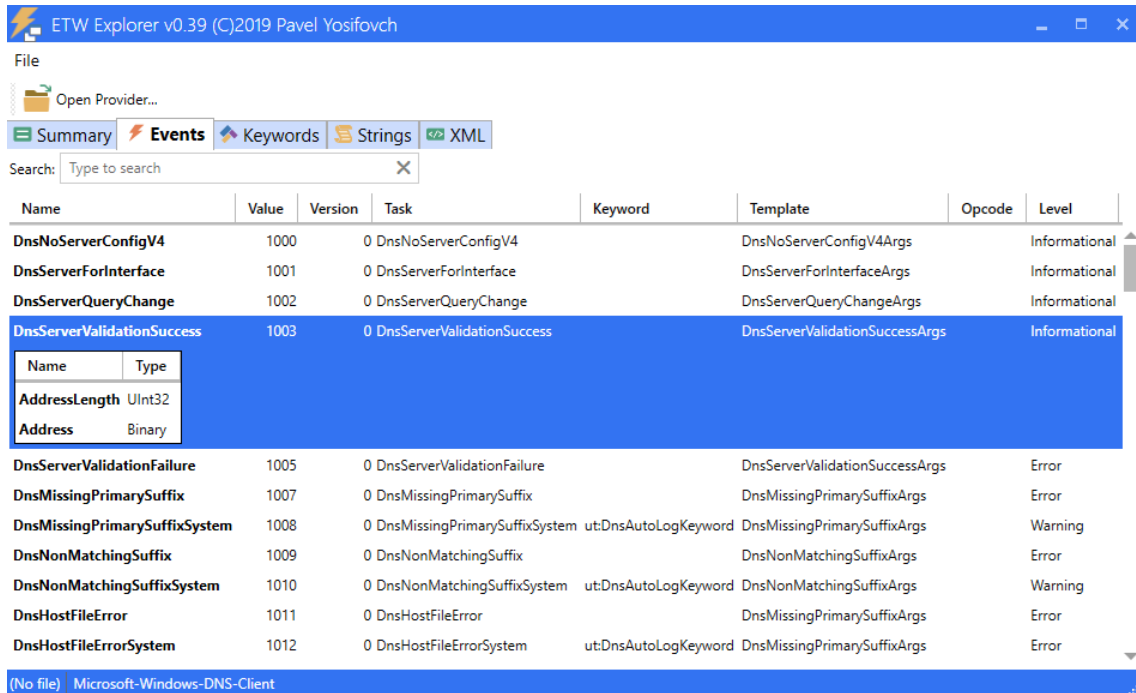 ETW Explorer v0.39 (C)2019 Pavel Yosifovch
File
Open Provider...
Summary Events Keywords Strings XML
Search: Type to search
Name Value Version Task Keyword Template Opcode Level
DnsNoServerConfigV4 1000 0 DnsNoServerConfigV4 DnsNoServerConfigV4Args Informational
DnsServerForInterface 1001 0 DnsServerForInterface DnsServerForInterfaceArgs Informational
DnsServerQueryChange 1002 0 DnsServerQueryChange DnsServerQueryChangeArgs Informational
DnsServerValidationSuccess 1003 0 DnsServerValidationSuccess DnsServerValidationSuccessArgs Informational
Name Type
AddressLength UInt32
Address Binary
DnsServerValidationFailure 1005 0 DnsServerValidationFailure DnsServerValidationSuccessArgs Error
DnsMissingPrimarySuffix 1007 0 DnsMissingPrimarySuffix DnsMissingPrimarySuffixArgs Error
DnsMissingPrimarySuffixSystem 1008 0 DnsMissingPrimarySuffixSystem ut:DnsAutoLogKeyword DnsMissingPrimarySuffixArgs Warning
DnsNonMatchingSuffix 1009 0 DnsNonMatchingSuffix DnsNonMatchingSuffixArgs Error
DnsNonMatchingSuffixSystem 1010 0 DnsNonMatchingSuffixSystem ut:DnsAutoLogKeyword DnsNonMatchingSuffixArgs Warning
DnsHostFileError 1011 0 DnsHostFileError DnsMissingPrimarySuffixArgs Error
DnsHostFileErrorSystem 1012 0 DnsHostFileErrorSystem ut:DnsAutoLogKeyword DnsMissingPrimarySuffixArgs Error
(No file) Microsoft-Windows-DNS-Client